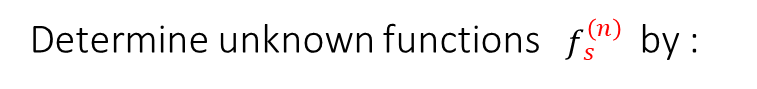 Determine unknown functions $f_s^{(n)}$ by :